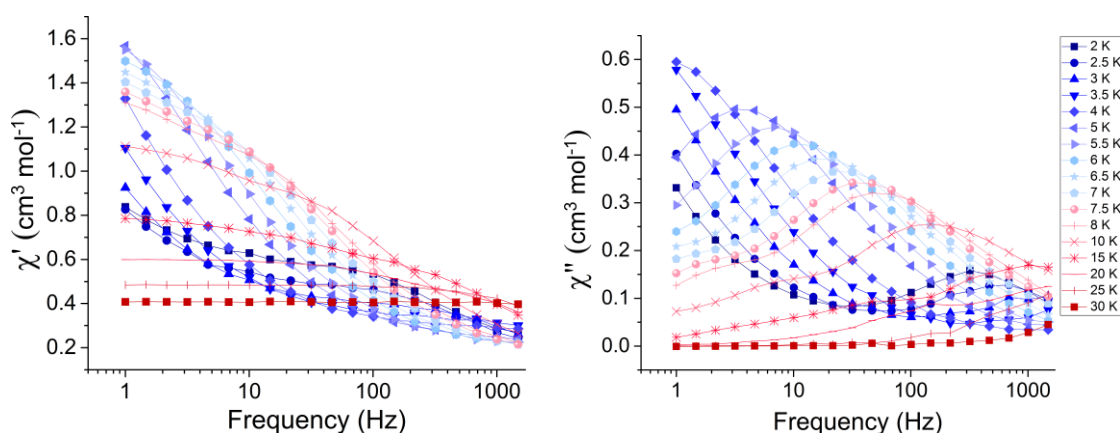 1.6
1.4
1.2
1.0
0.8
0.6
0.4
0.2
χ' (cm³ mol⁻¹)
1 10 100 1000
Frequency (Hz)
0.6
0.5
0.4
0.3
0.2
0.1
0.0
χ'' (cm³ mol⁻¹)
1 10 100 1000
Frequency (Hz)
2 K
2.5 K
3 K
3.5 K
4 K
5 K
5.5 K
6 K
6.5 K
7 K
7.5 K
8 K
10 K
15 K
20 K
25 K
30 K